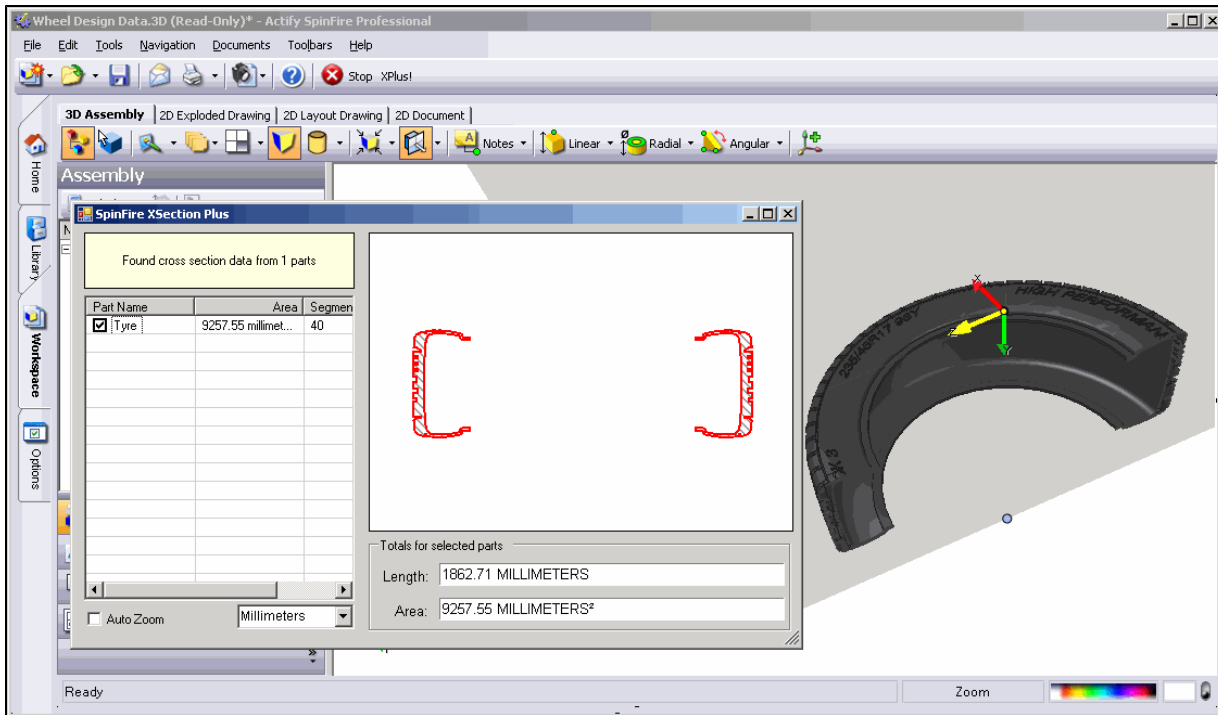 Wheel Design Data.3D (Read-Only)* - Actify SpinFire Professional
File Edit Tools Navigation Documents Toolbars Help
Stop XPlus!
3D Assembly 2D Exploded Drawing 2D Layout Drawing 2D Document
Notes Linear Radial Angular
Home
Library
Workspace
Options
Assembly
SpinFire XSection Plus
Found cross section data from 1 parts
Part Name Area Segmen
Tyre 9257.55 millimet... 40
Auto Zoom Millimeters
Totals for selected parts
Length: 1862.71 MILLIMETERS
Area: 9257.55 MILLIMETERS²
X
Z
Y
235/45R17 93Y
HIGH PERFORMAN
Ready Zoom